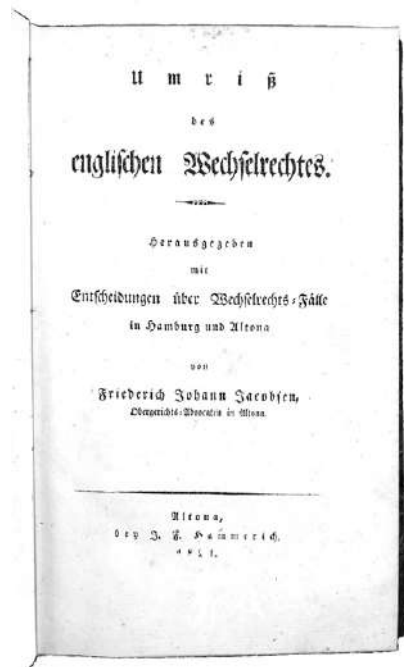 Umriß
des
englischen Wechselrechtes.
Herausgegeben
mit
Entscheidungen über Wechselrechts-Fälle
in Hamburg und Altona
von
Friederich Johann Jacobsen,
Obergerichts-Advocaten in Altona.
Altona,
bey J. F. Hammerich.